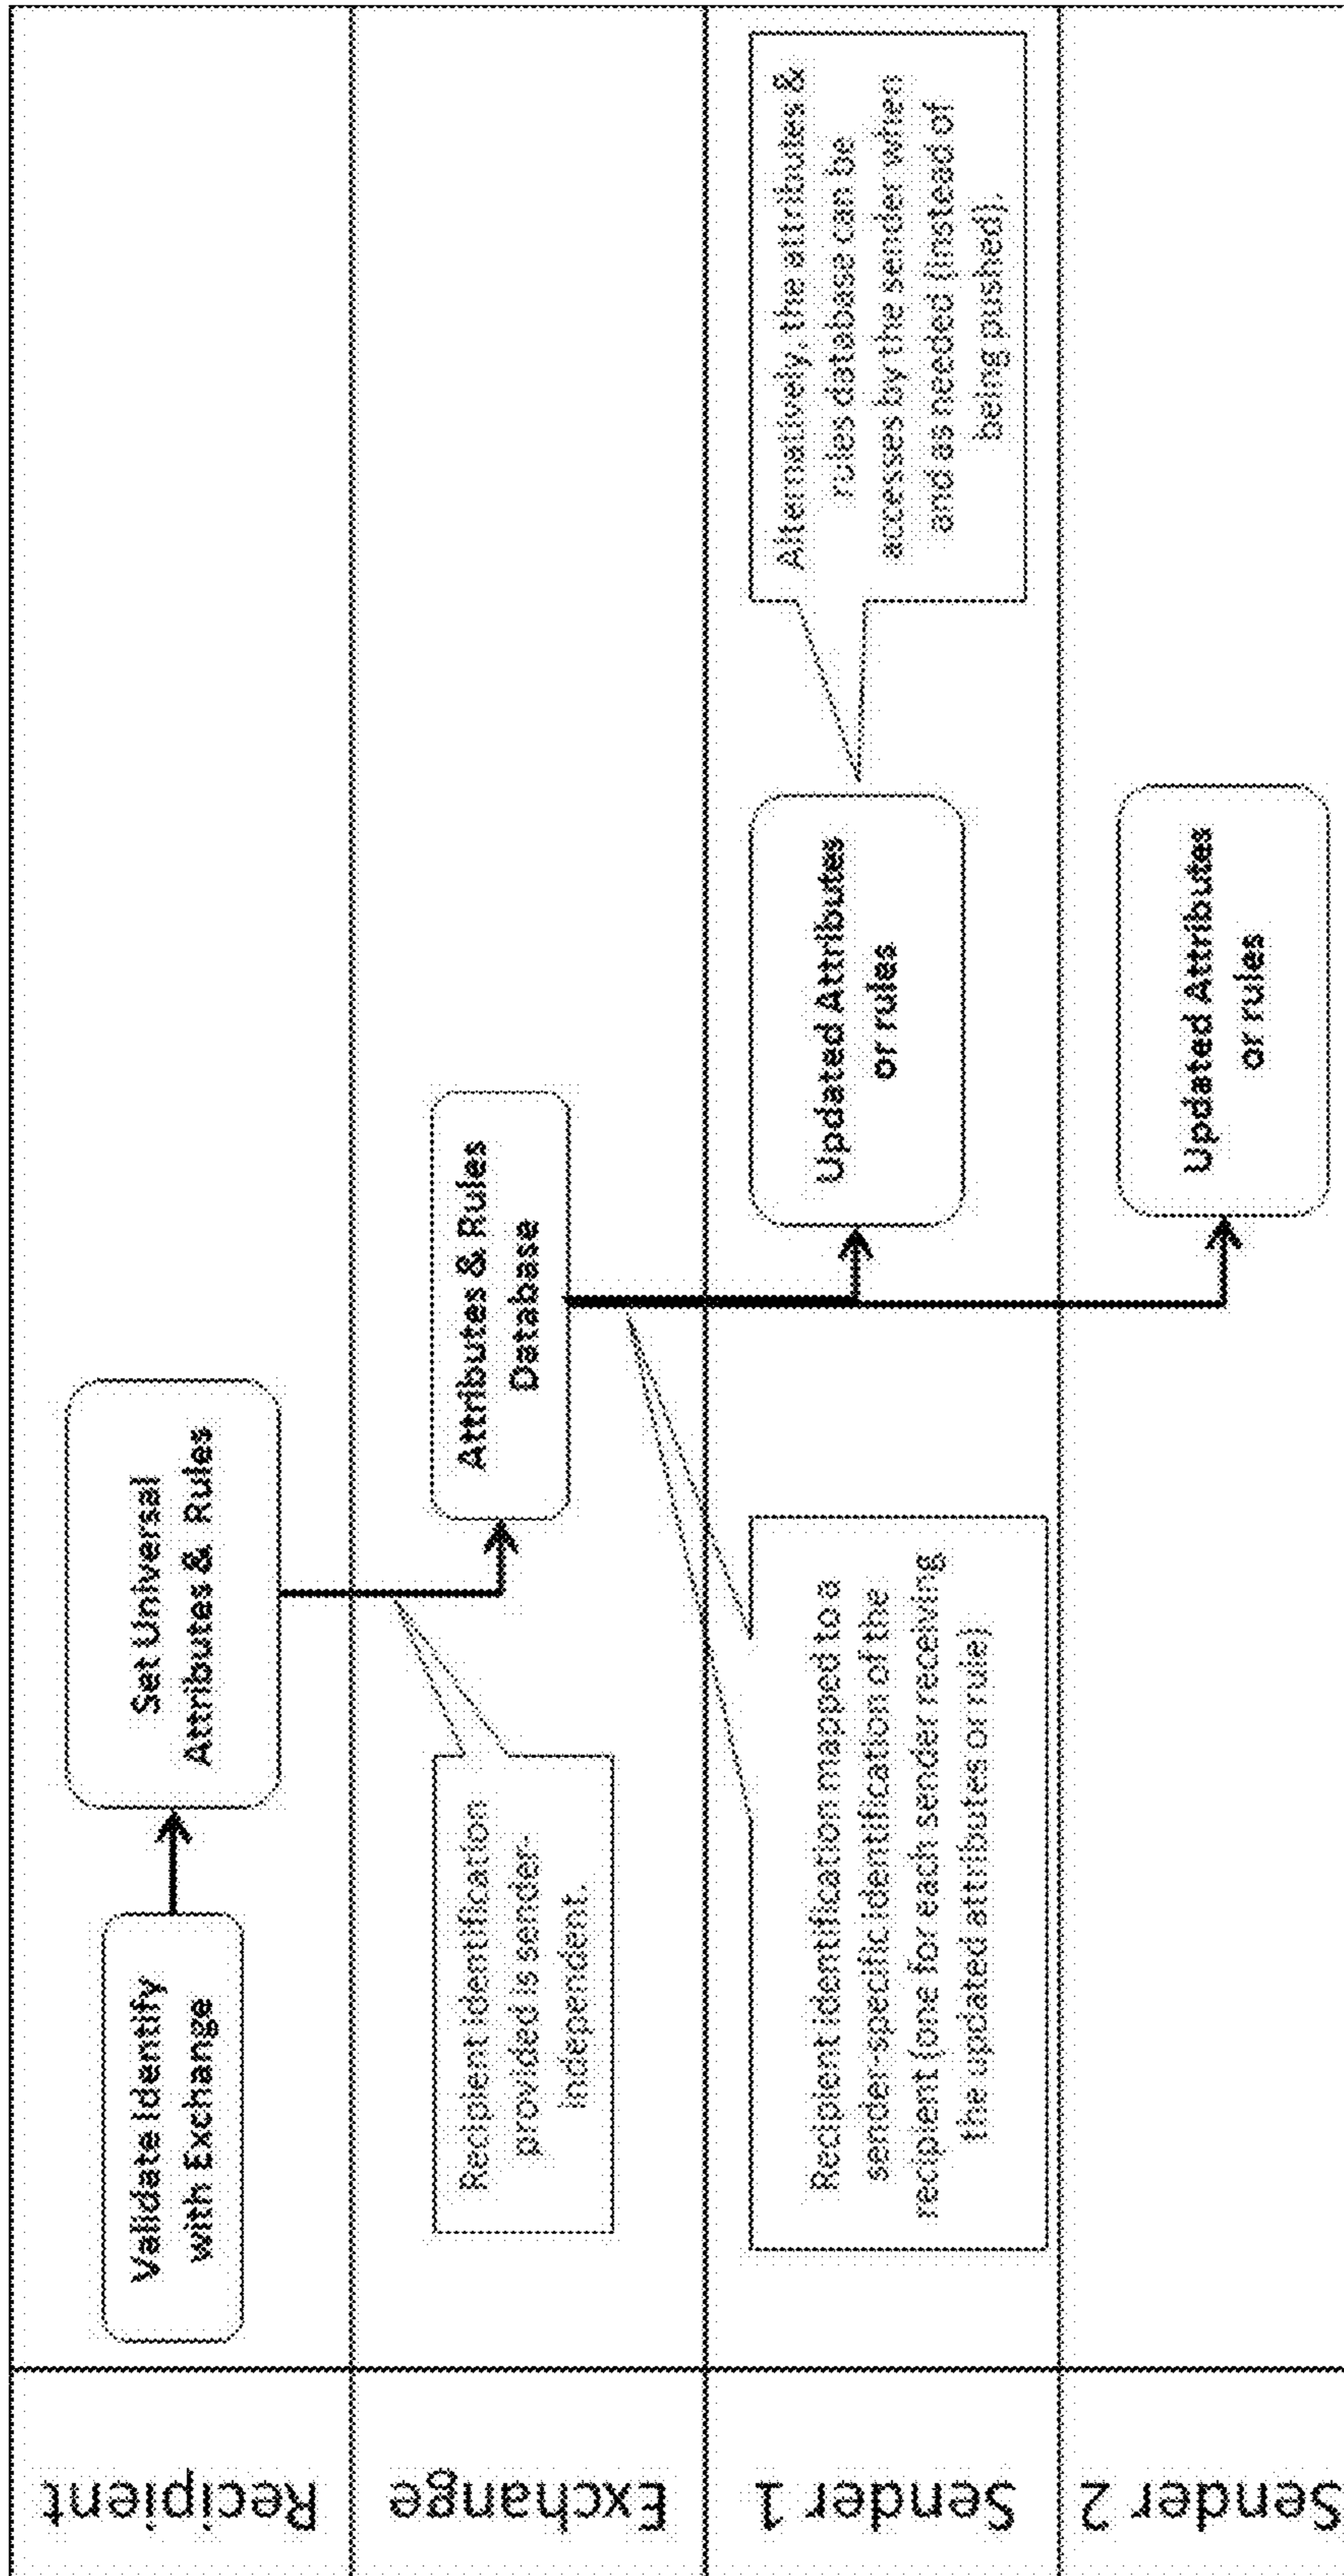 Recipient
Validate Identify
with Exchange
Set Universal
Attributes & Rules
Exchange
Recipient identification
provided is sender-
independent.
Attributes & Rules
Database
Sender 1
Recipient identification mapped to a
sender-specific identification of the
recipient (one for each sender receiving
the updated attributes or rule)
Updated Attributes
or rules
Alternatively, the attributes &
rules database can be
accesses by the sender when
and as needed (instead of
being pushed).
Sender 2
Updated Attributes
or rules